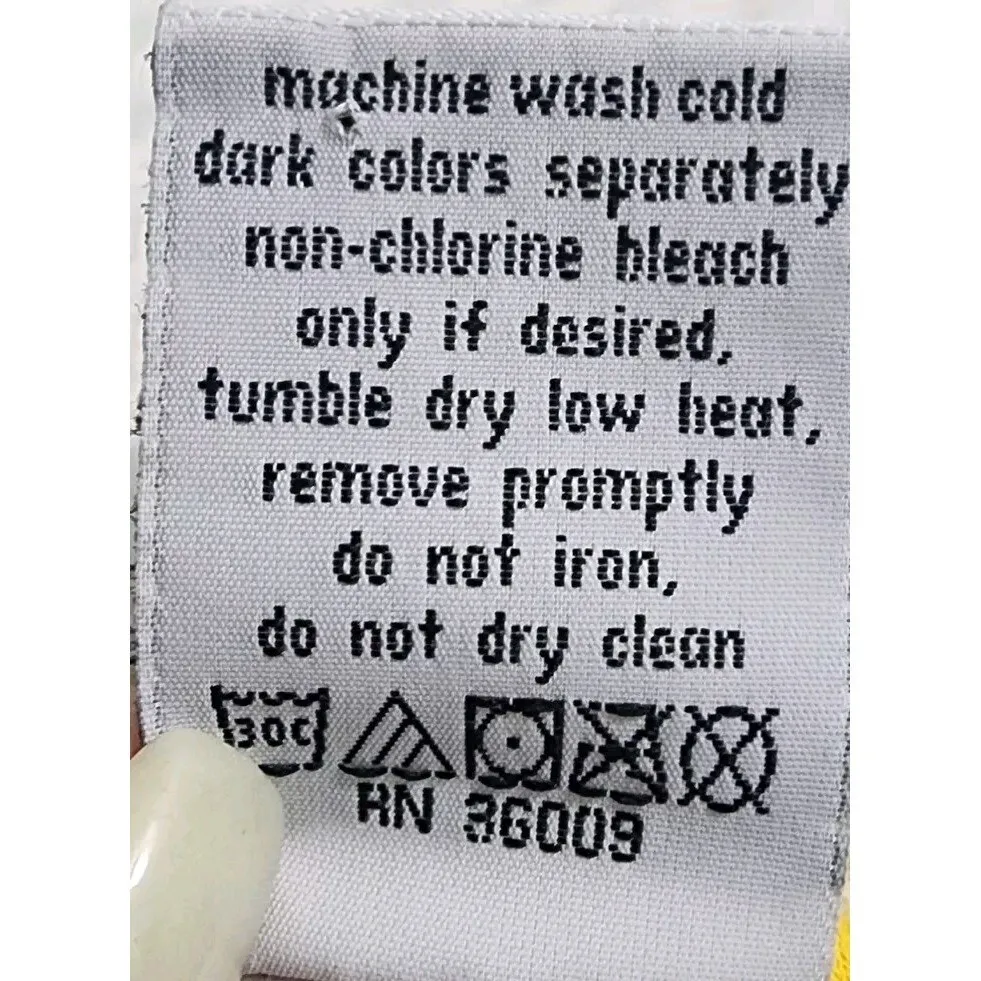 machine wash cold
dark colors separately
non-chlorine bleach
only if desired,
tumble dry low heat,
remove promptly
do not iron,
do not dry clean
30C
RN 36009